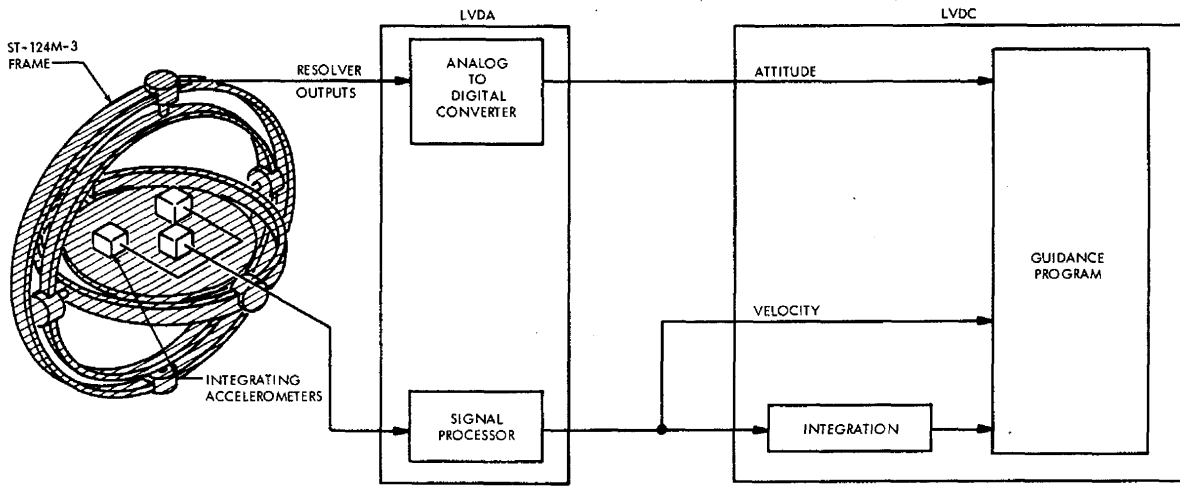 LVDA
LVDC
ST-124M-3
FRAME
RESOLVER
OUTPUTS
ANALOG
TO
DIGITAL
CONVERTER
ATTITUDE
GUIDANCE
PROGRAM
VELOCITY
INTEGRATING
ACCELEROMETERS
SIGNAL
PROCESSOR
INTEGRATION